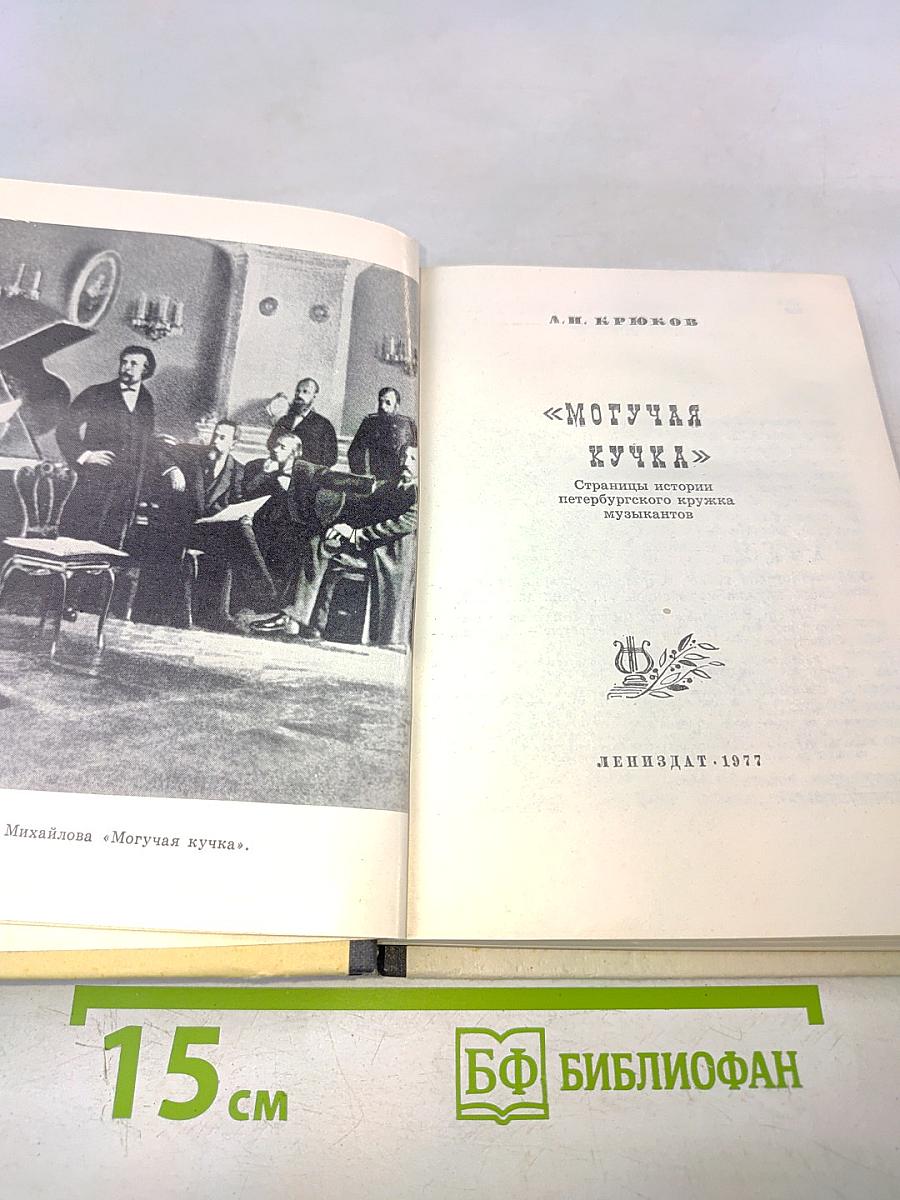 Михайлова «Могучая кучка».
А. Н. КРЮКОВ
«МОГУЧАЯ
КУЧКА»
Страницы истории
петербургского кружка
музыкантов
ЛЕНИЗДАТ · 1977
15 см
БФ БИБЛИОФАН